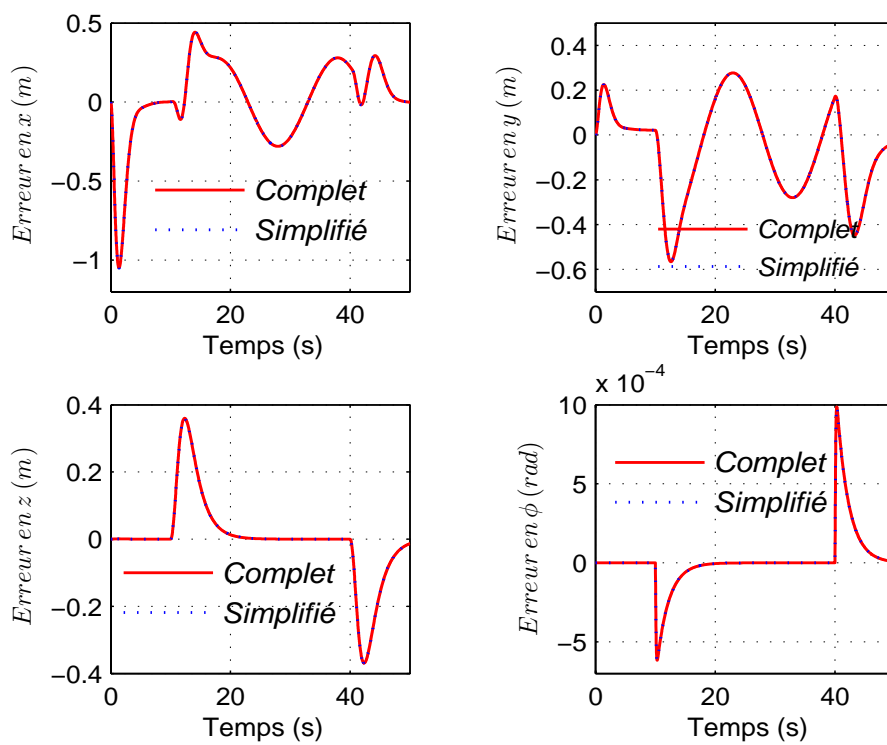 0.5
0
−0.5
−1
0
20
40
Erreur en x (m)
Temps (s)
Complet
Simplifié
0.4
0.2
0
−0.2
−0.4
−0.6
0
20
40
Erreur en y (m)
Temps (s)
Complet
Simplifié
0.4
0.2
0
−0.2
−0.4
0
20
40
Erreur en z (m)
Temps (s)
Complet
Simplifié
x 10−4
10
5
0
−5
0
20
40
Erreur en ϕ (rad)
Temps (s)
Complet
Simplifié